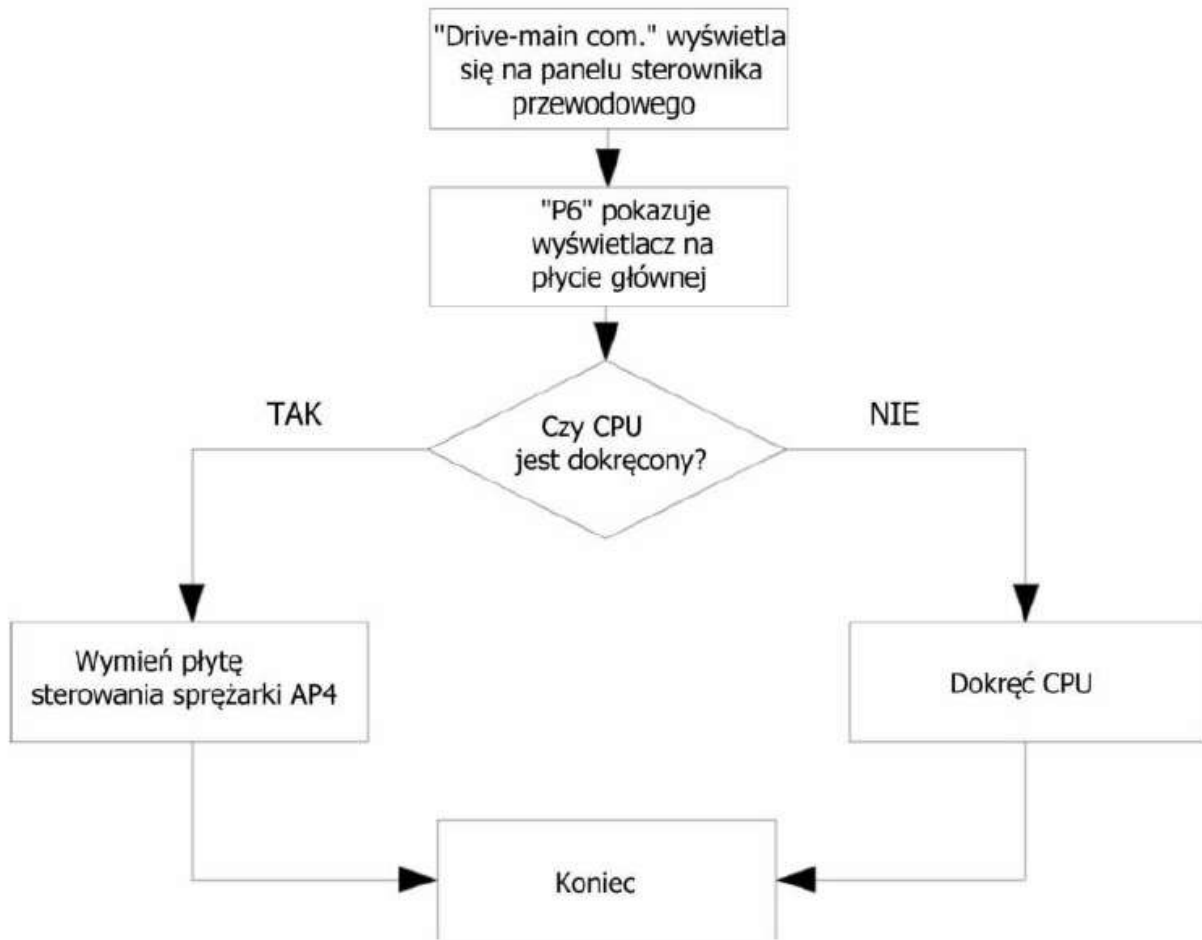 "Drive-main com." wyświetla
się na panelu sterownika
przewodowego
"P6" pokazuje
wyświetlacz na
płycie głównej
TAK
Czy CPU
jest dokręcony?
NIE
Wymień płytę
sterowania sprężarki AP4
Dokręć CPU
Koniec